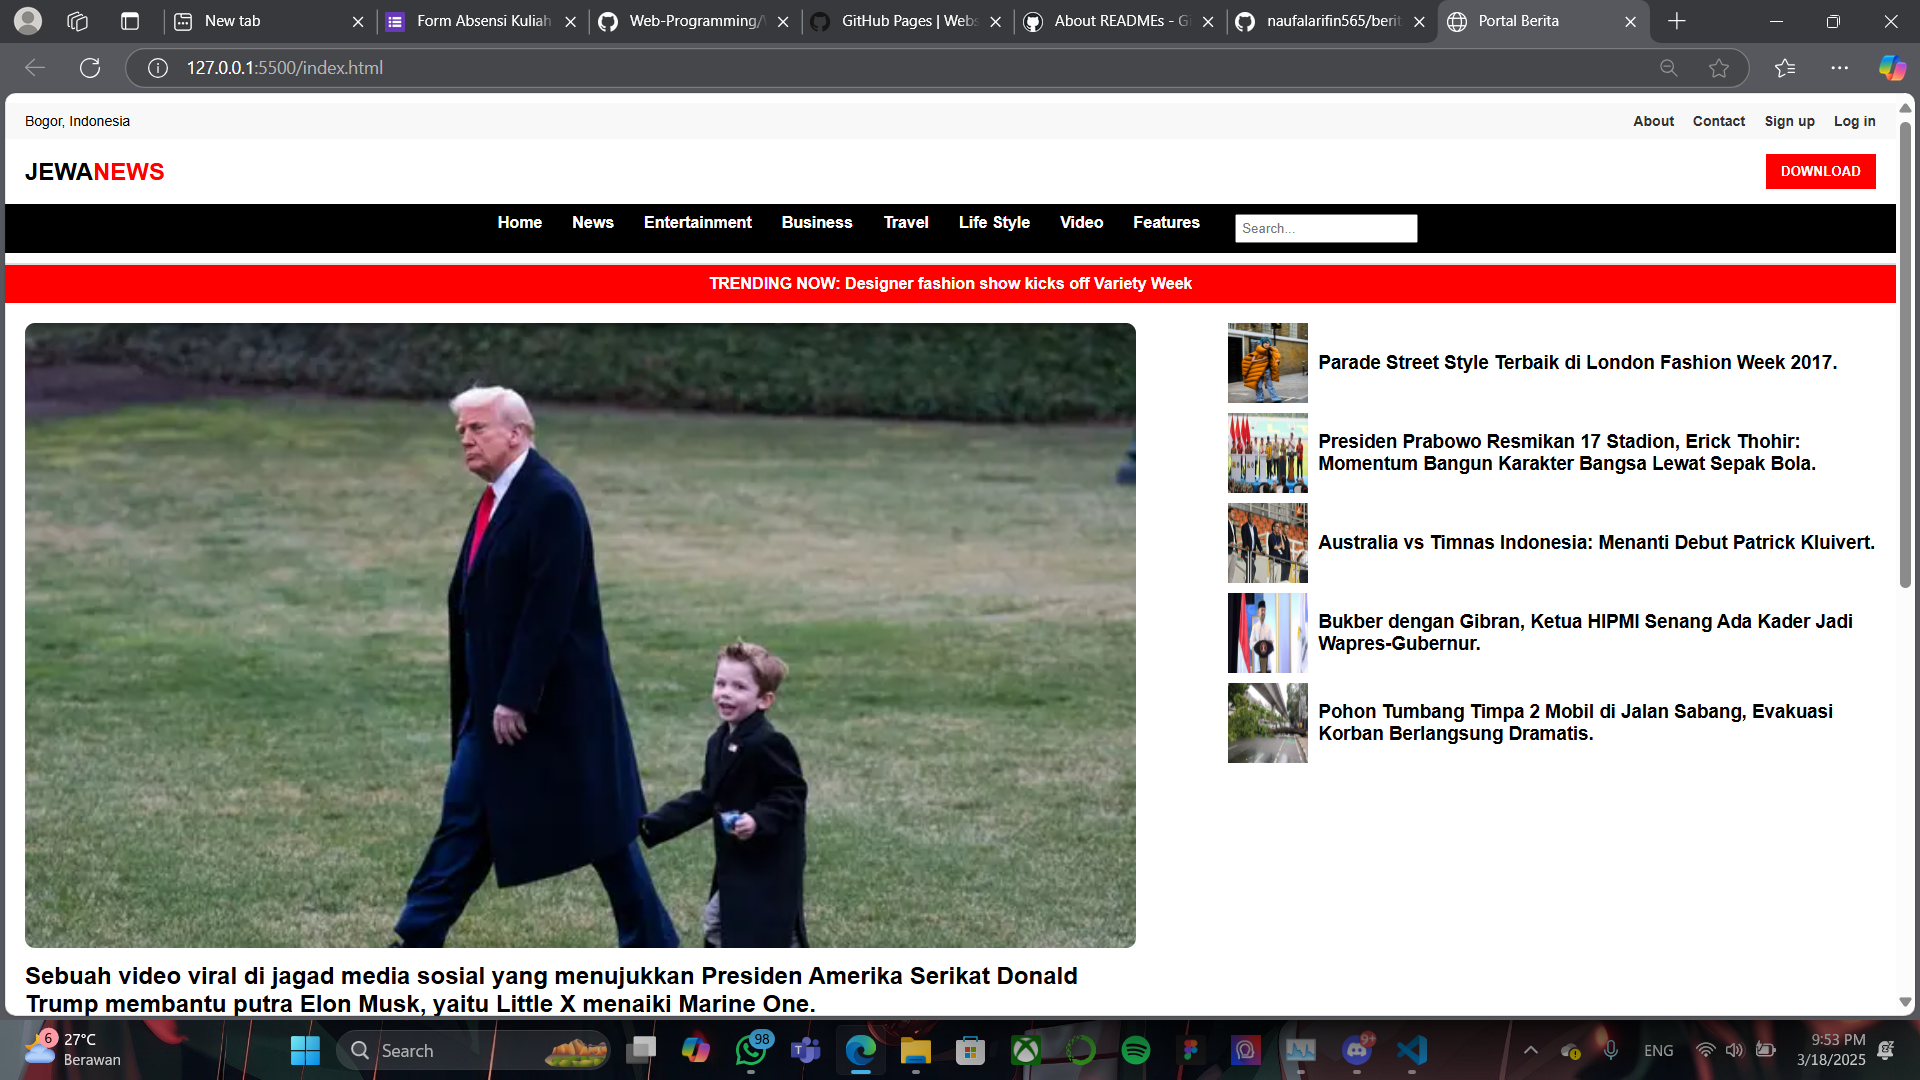 New tab
Form Absensi Kuliah
Web-Programming/
GitHub Pages | Webs
About READMEs - Gi
naufalarifin565/berit
Portal Berita
127.0.0.1:5500/index.html
Bogor, Indonesia
About Contact Sign up Log in
JEWANEWS
DOWNLOAD
Home News Entertainment Business Travel Life Style Video Features Search...
TRENDING NOW: Designer fashion show kicks off Variety Week
Parade Street Style Terbaik di London Fashion Week 2017.
Presiden Prabowo Resmikan 17 Stadion, Erick Thohir:
Momentum Bangun Karakter Bangsa Lewat Sepak Bola.
Australia vs Timnas Indonesia: Menanti Debut Patrick Kluivert.
Bukber dengan Gibran, Ketua HIPMI Senang Ada Kader Jadi
Wapres-Gubernur.
Pohon Tumbang Timpa 2 Mobil di Jalan Sabang, Evakuasi
Korban Berlangsung Dramatis.
Sebuah video viral di jagad media sosial yang menujukkan Presiden Amerika Serikat Donald
Trump membantu putra Elon Musk, yaitu Little X menaiki Marine One.
6
27°C
Berawan
Search
98
9+
ENG
9:53 PM
3/18/2025